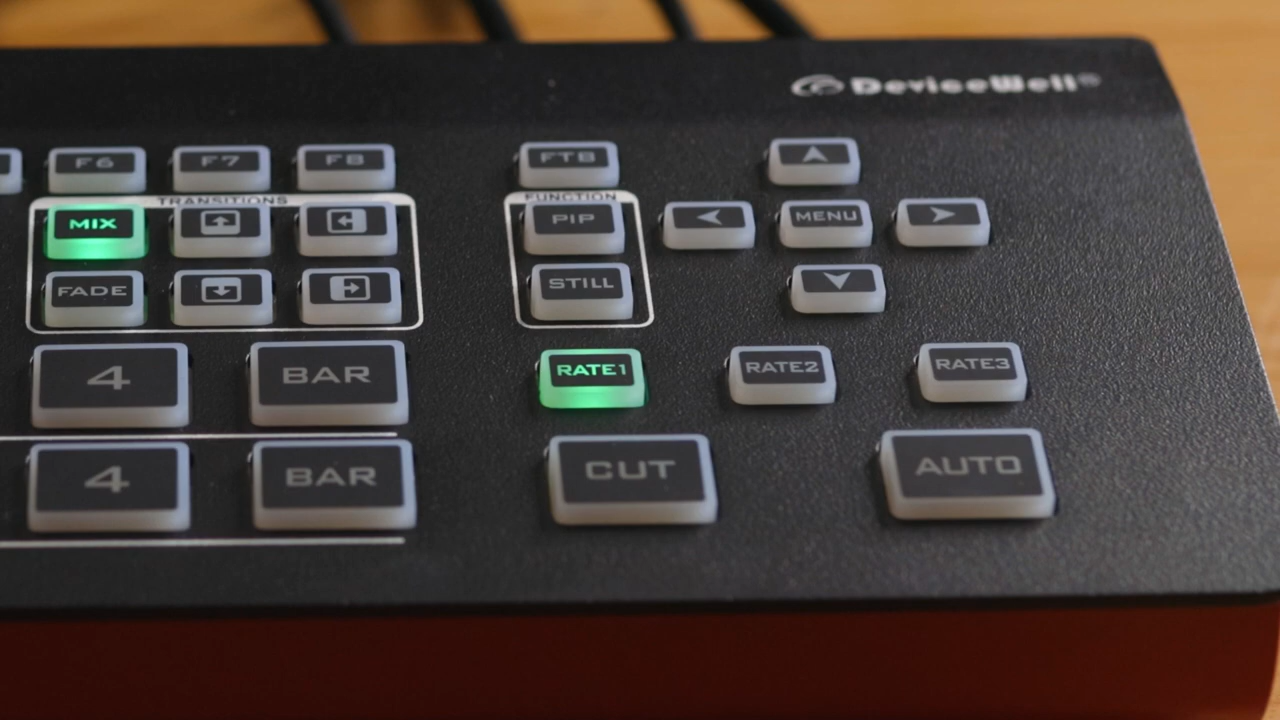 DeviceWell®
F6 F7 F8 FTB
TRANSITIONS FUNCTION
MIX PIP MENU
FADE STILL
4 BAR RATE1 RATE2 RATE3
4 BAR CUT AUTO